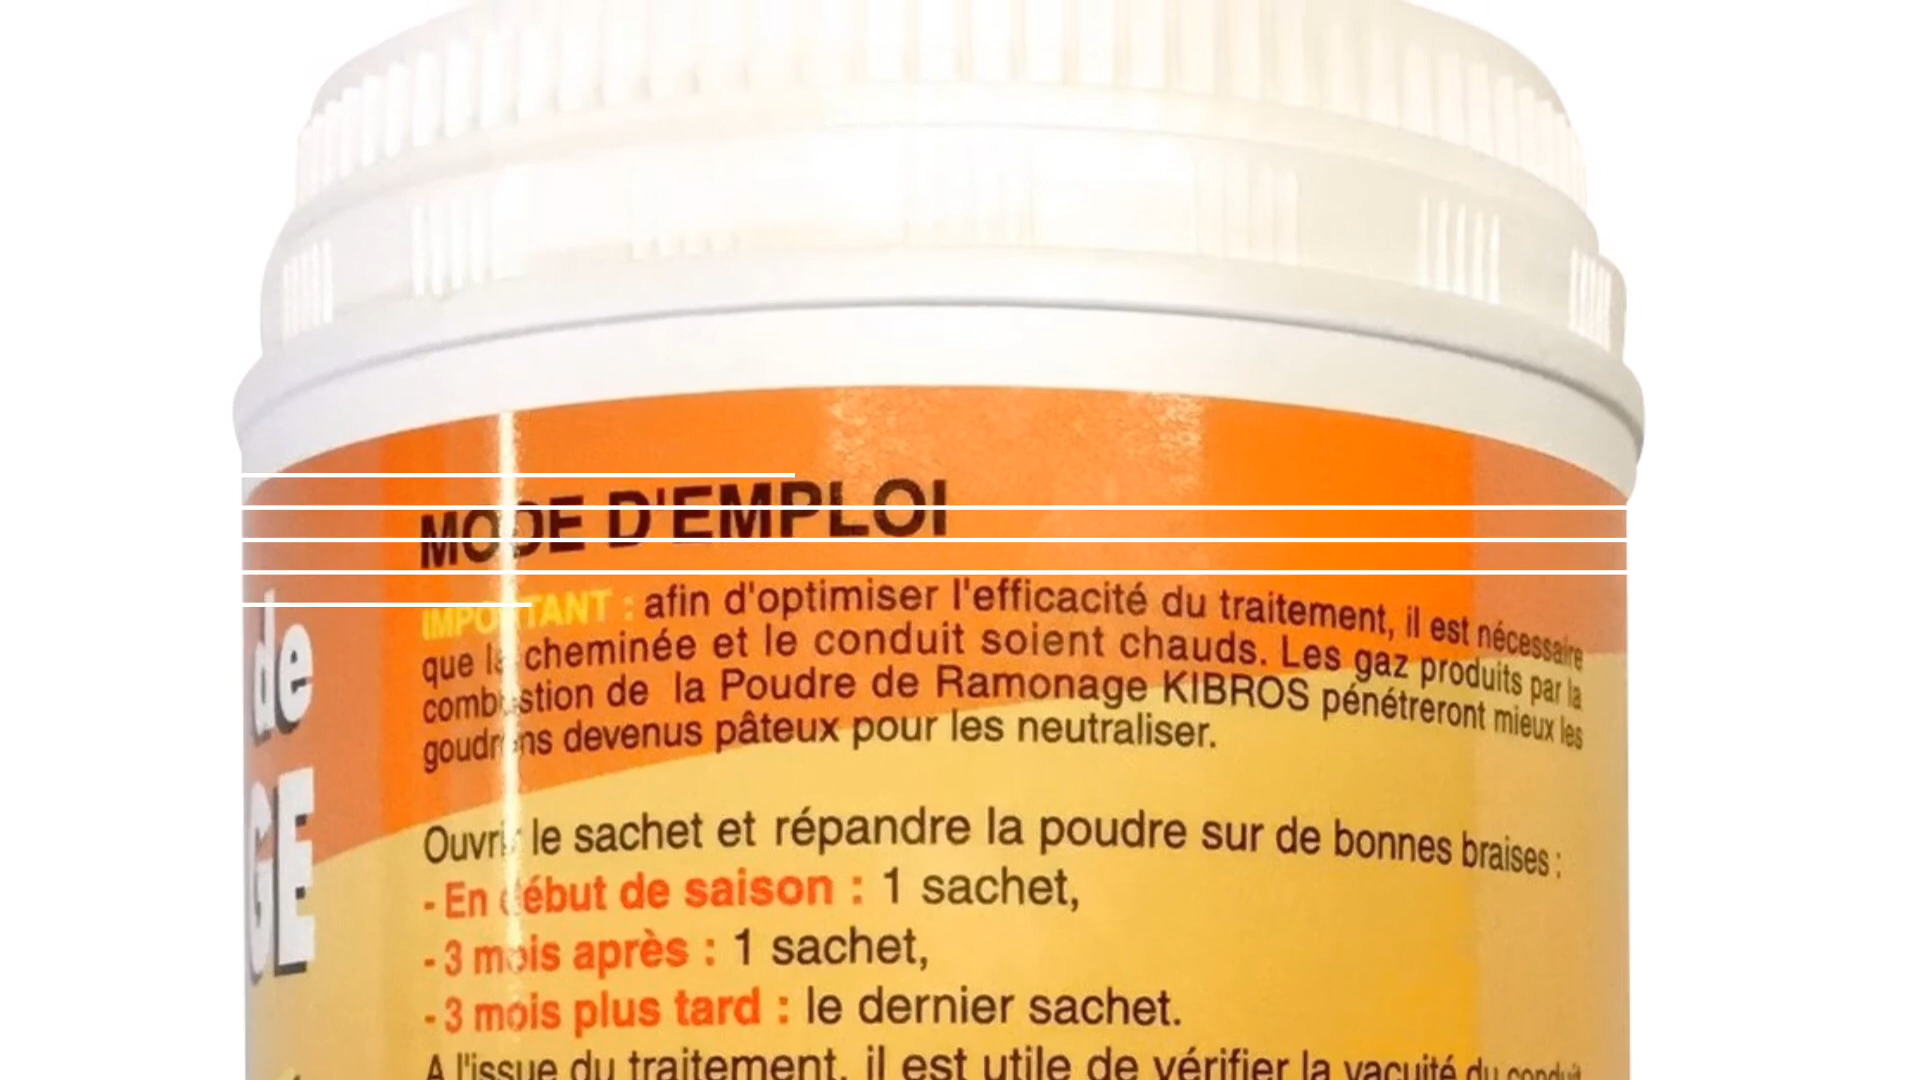 MODE D'EMPLOI
IMPORTANT : afin d'optimiser l'efficacité du traitement, il est nécessaire
que la cheminée et le conduit soient chauds. Les gaz produits par la
combustion de la Poudre de Ramonage KIBROS pénétreront mieux les
goudrons devenus pâteux pour les neutraliser.
Ouvrir le sachet et répandre la poudre sur de bonnes braises :
- En début de saison : 1 sachet,
- 3 mois après : 1 sachet,
- 3 mois plus tard : le dernier sachet.
A l'issue du traitement, il est utile de vérifier la vacuité du conduit
de
GE